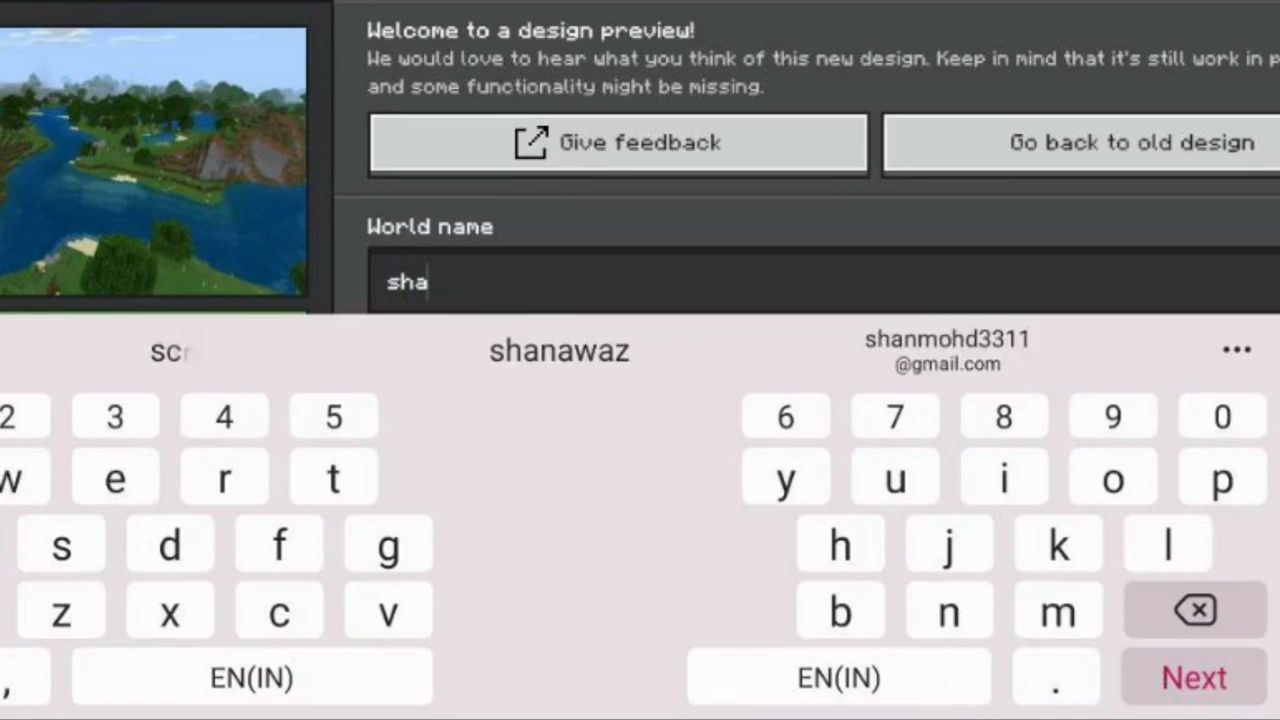 Welcome to a design preview!
We would love to hear what you think of this new design. Keep in mind that it's still work in p
and some functionality might be missing.
Give feedback
Go back to old design
World name
sha
scr
shanawaz
shanmohd3311
@gmail.com
2 3 4 5 6 7 8 9 0
w e r t y u i o p
s d f g h j k l
z x c v b n m
, EN(IN) EN(IN) . Next